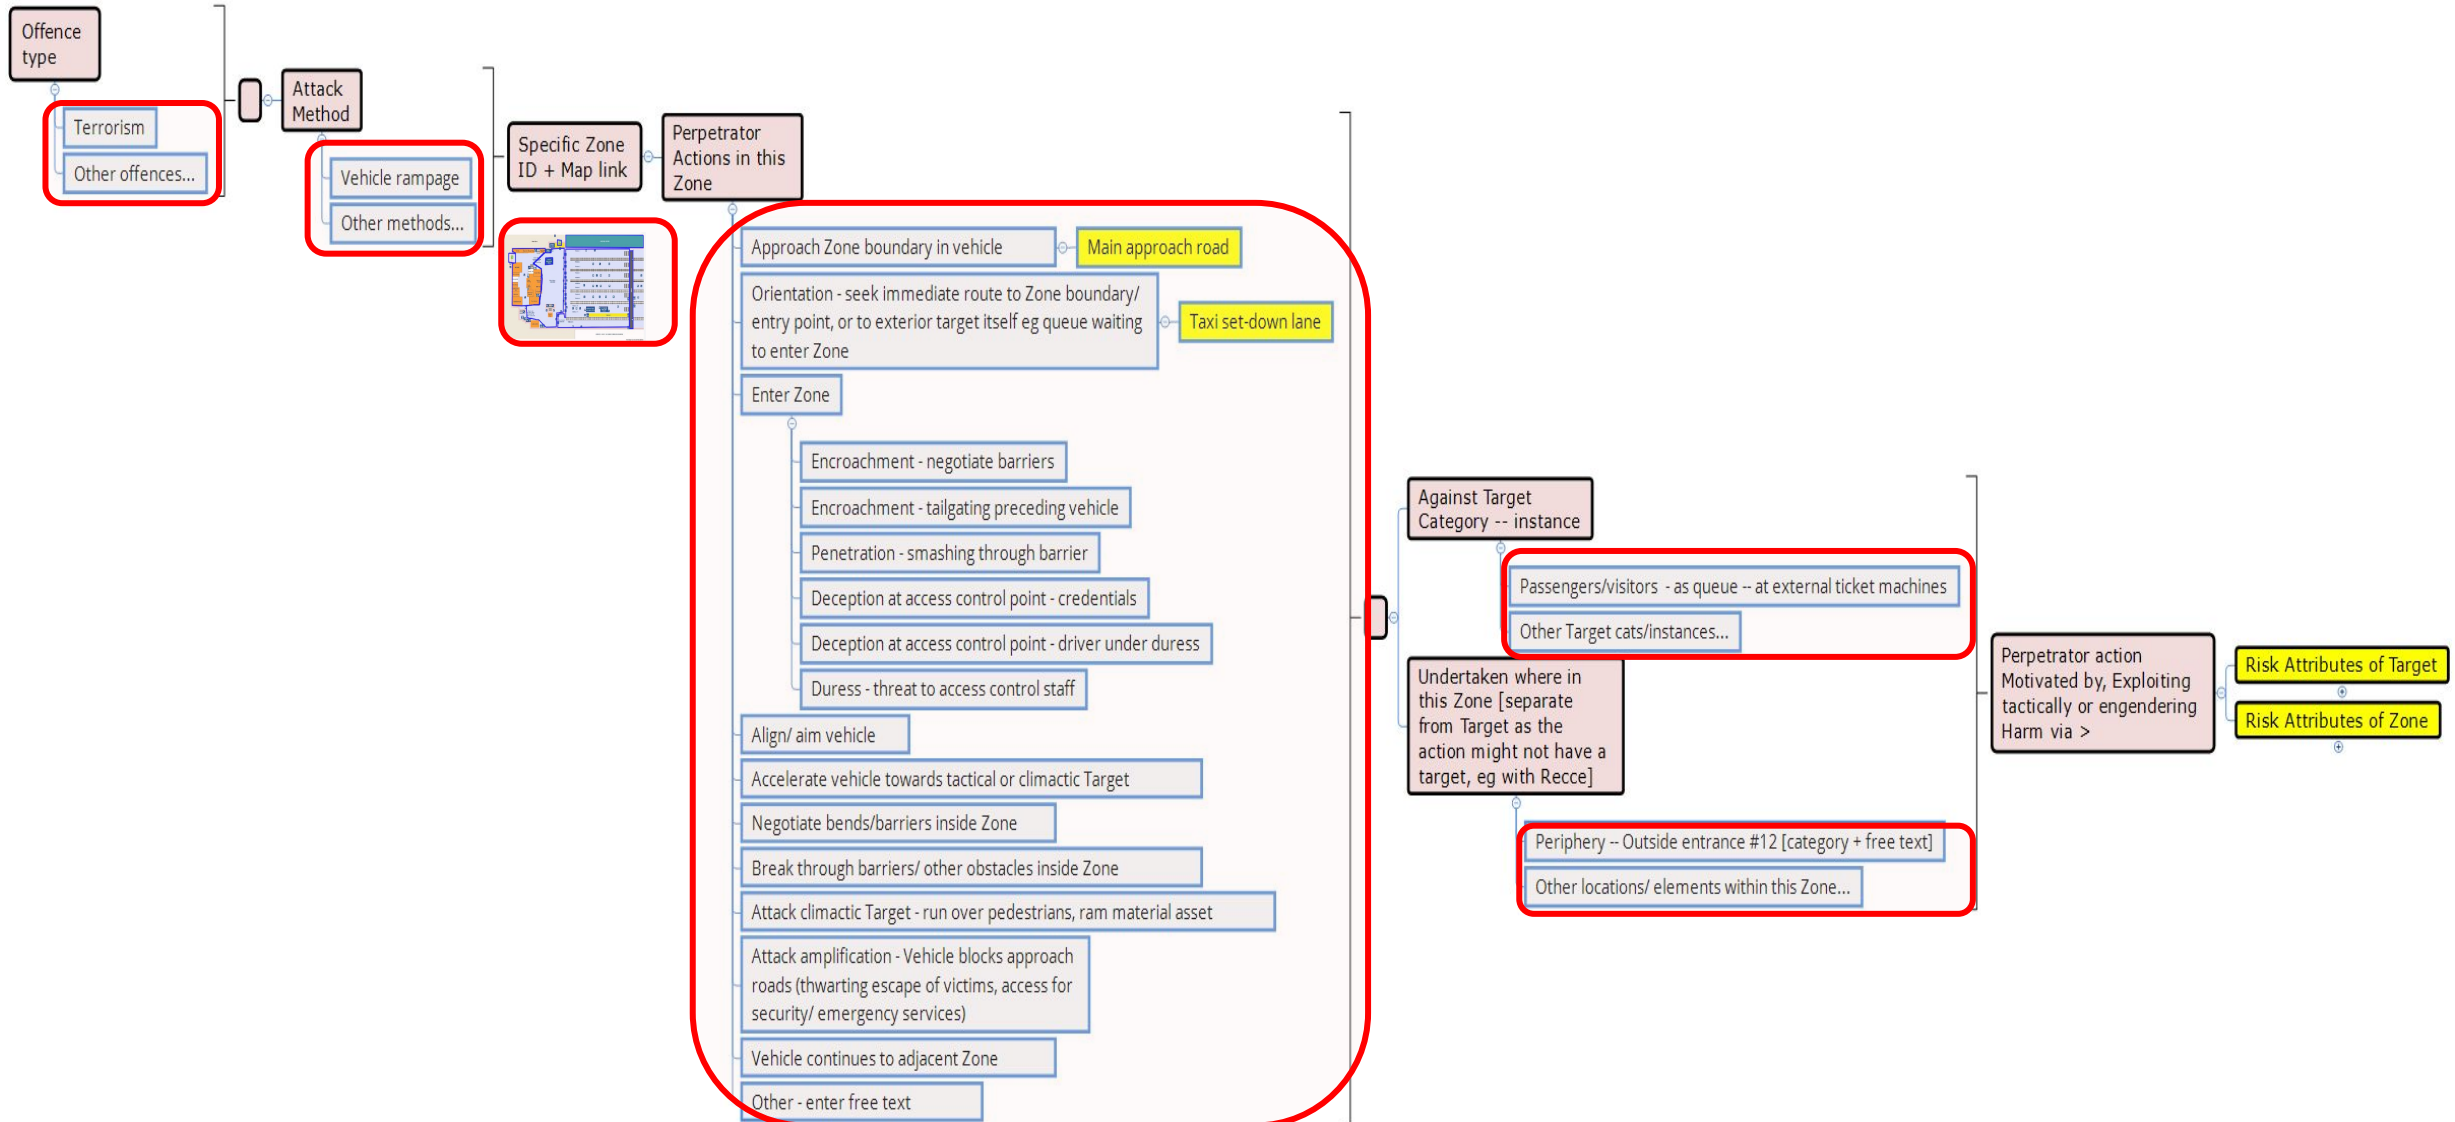 Offence
type
Terrorism
Other offences...
Attack
Method
Vehicle rampage
Other methods...
Specific Zone
ID + Map link
Perpetrator
Actions in this
Zone
Approach Zone boundary in vehicle
Main approach road
Orientation - seek immediate route to Zone boundary/
entry point, or to exterior target itself eg queue waiting
to enter Zone
Taxi set-down lane
Enter Zone
Encroachment - negotiate barriers
Encroachment - tailgating preceding vehicle
Penetration - smashing through barrier
Deception at access control point - credentials
Deception at access control point - driver under duress
Duress - threat to access control staff
Align/ aim vehicle
Accelerate vehicle towards tactical or climactic Target
Negotiate bends/barriers inside Zone
Break through barriers/ other obstacles inside Zone
Attack climactic Target - run over pedestrians, ram material asset
Attack amplification - Vehicle blocks approach
roads (thwarting escape of victims, access for
security/ emergency services)
Vehicle continues to adjacent Zone
Other - enter free text
Against Target
Category -- instance
Passengers/visitors - as queue -- at external ticket machines
Other Target cats/instances...
Undertaken where in
this Zone [separate
from Target as the
action might not have a
target, eg with Recce]
Periphery -- Outside entrance #12 [category + free text]
Other locations/ elements within this Zone...
Perpetrator action
Motivated by, Exploiting
tactically or engendering
Harm via >
Risk Attributes of Target
Risk Attributes of Zone